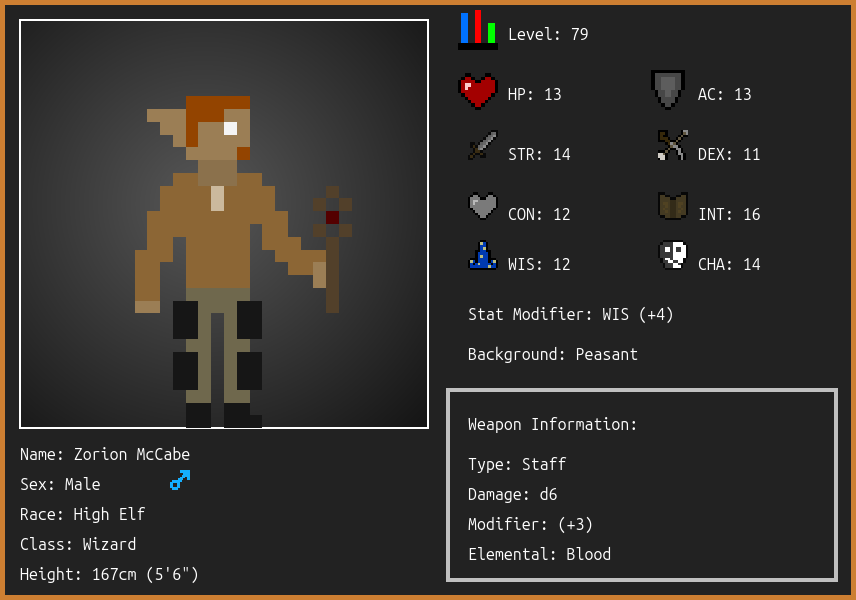 Level: 79
HP: 13
AC: 13
STR: 14
DEX: 11
CON: 12
INT: 16
WIS: 12
CHA: 14
Stat Modifier: WIS (+4)
Background: Peasant
Weapon Information:
Type: Staff
Damage: d6
Modifier: (+3)
Elemental: Blood
Name: Zorion McCabe
Sex: Male
Race: High Elf
Class: Wizard
Height: 167cm (5'6")